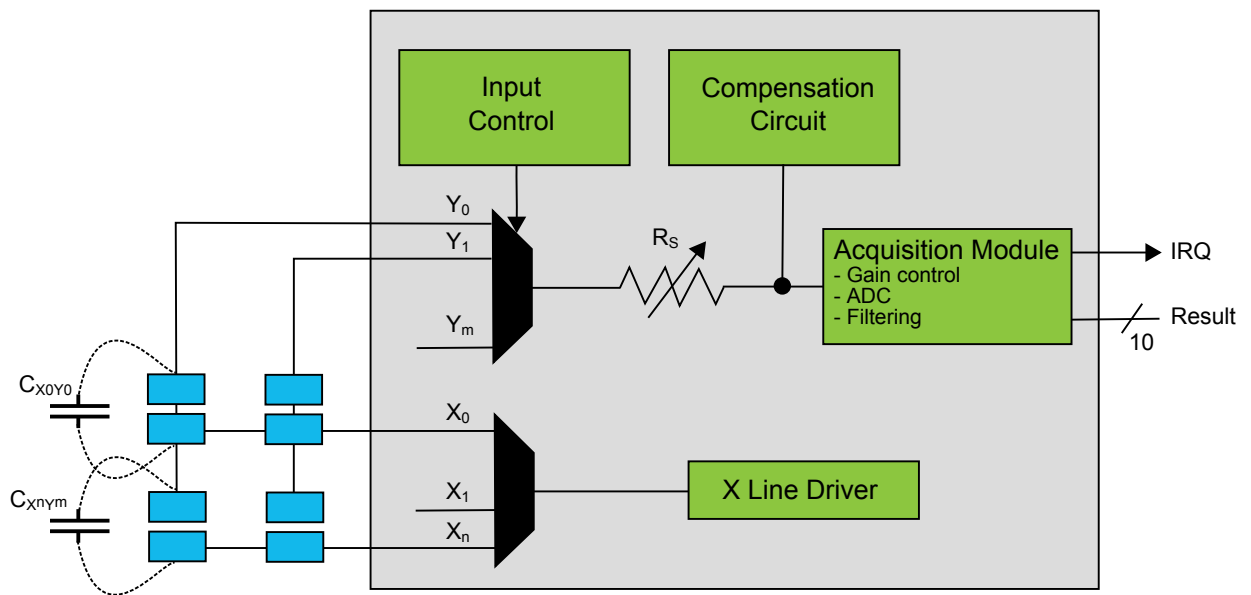 Input
Control
Compensation
Circuit
Y0
Y1
Ym
RS
Acquisition Module
- Gain control
- ADC
- Filtering
IRQ
Result
10
CX0Y0
CXnYm
X0
X1
Xn
X Line Driver